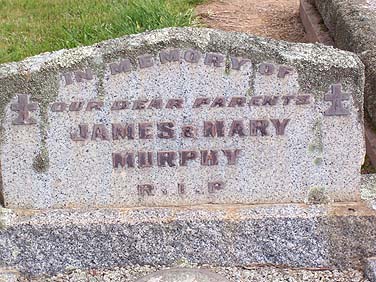 IN MEMORY OF
OUR DEAR PARENTS
JAMES & MARY
MURPHY
R.I.P